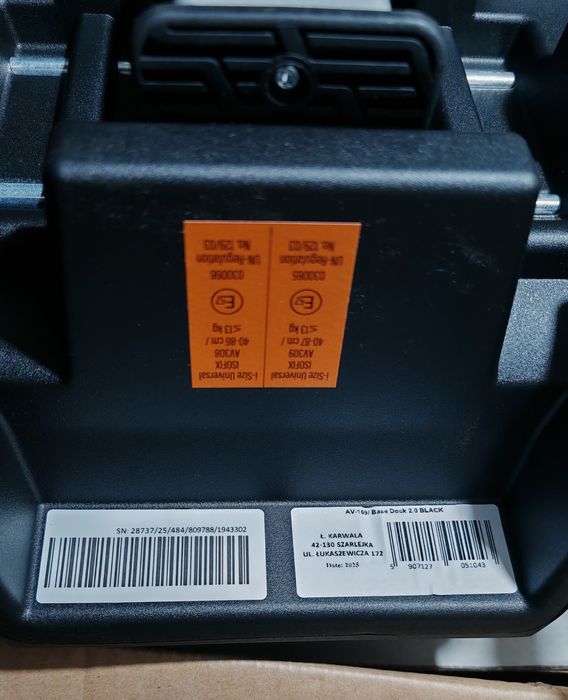 i-Size Universal
ISOFIX
AV309
40-87 cm /
≤13 kg
030065
UN-Regulation
No. 129/03
i-Size Universal
ISOFIX
AV308
40-86 cm /
≤13 kg
030066
UN-Regulation
No. 129/03
SN: 28737/25/484/809788/1943302
Base Dock 2.0 BLACK
Ł. KARWALA
42-130 SZARLEJKA
UL. ŁUKASZEWICZA 172
Date: 2025
5 907127 051043